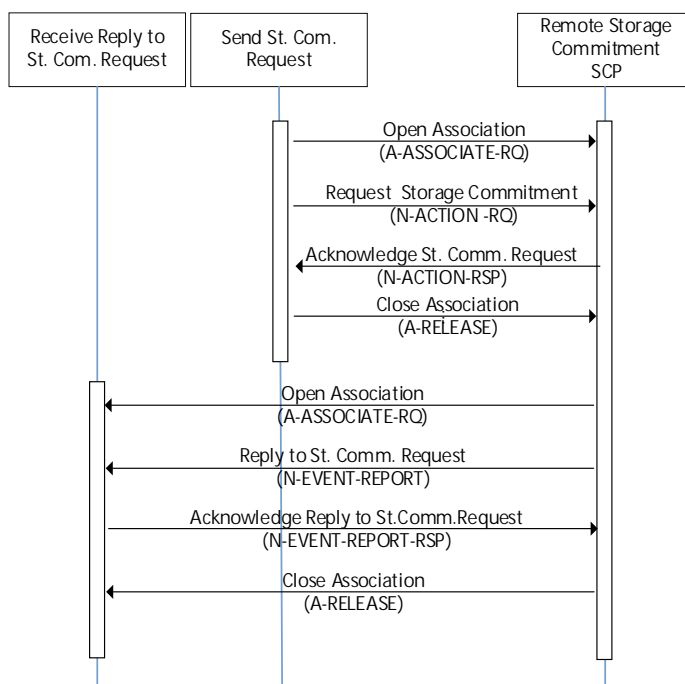 Receive Reply to
St. Com. Request
Send St. Com.
Request
Remote Storage
Commitment
SCP
Open Association
(A-ASSOCIATE-RQ)
Request Storage Commitment
(N-ACTION -RQ)
Acknowledge St. Comm. Request
(N-ACTION-RSP)
Close Association
(A-RELEASE)
Open Association
(A-ASSOCIATE-RQ)
Reply to St. Comm. Request
(N-EVENT-REPORT)
Acknowledge Reply to St.Comm.Request
(N-EVENT-REPORT-RSP)
Close Association
(A-RELEASE)